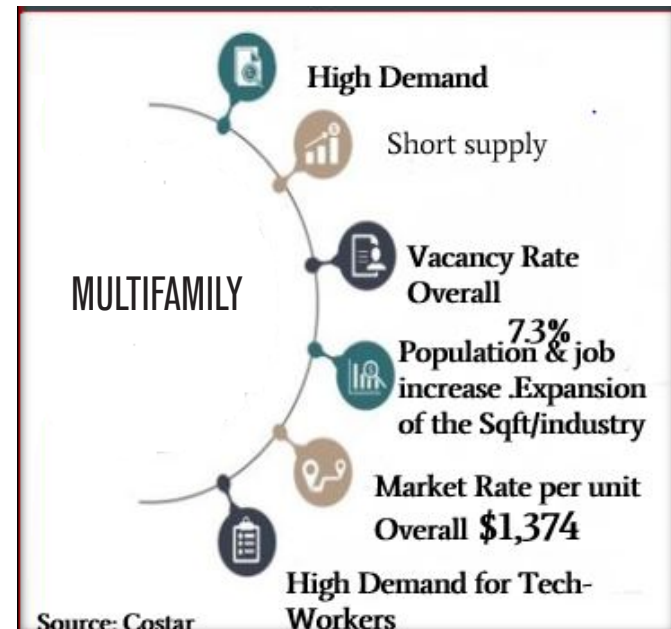 High Demand
Short supply
MULTIFAMILY
Vacancy Rate
Overall
7.3%
Population & job
increase .Expansion
of the Sqft/industry
Market Rate per unit
Overall $1,374
High Demand for Tech-
Workers
Source: Costar